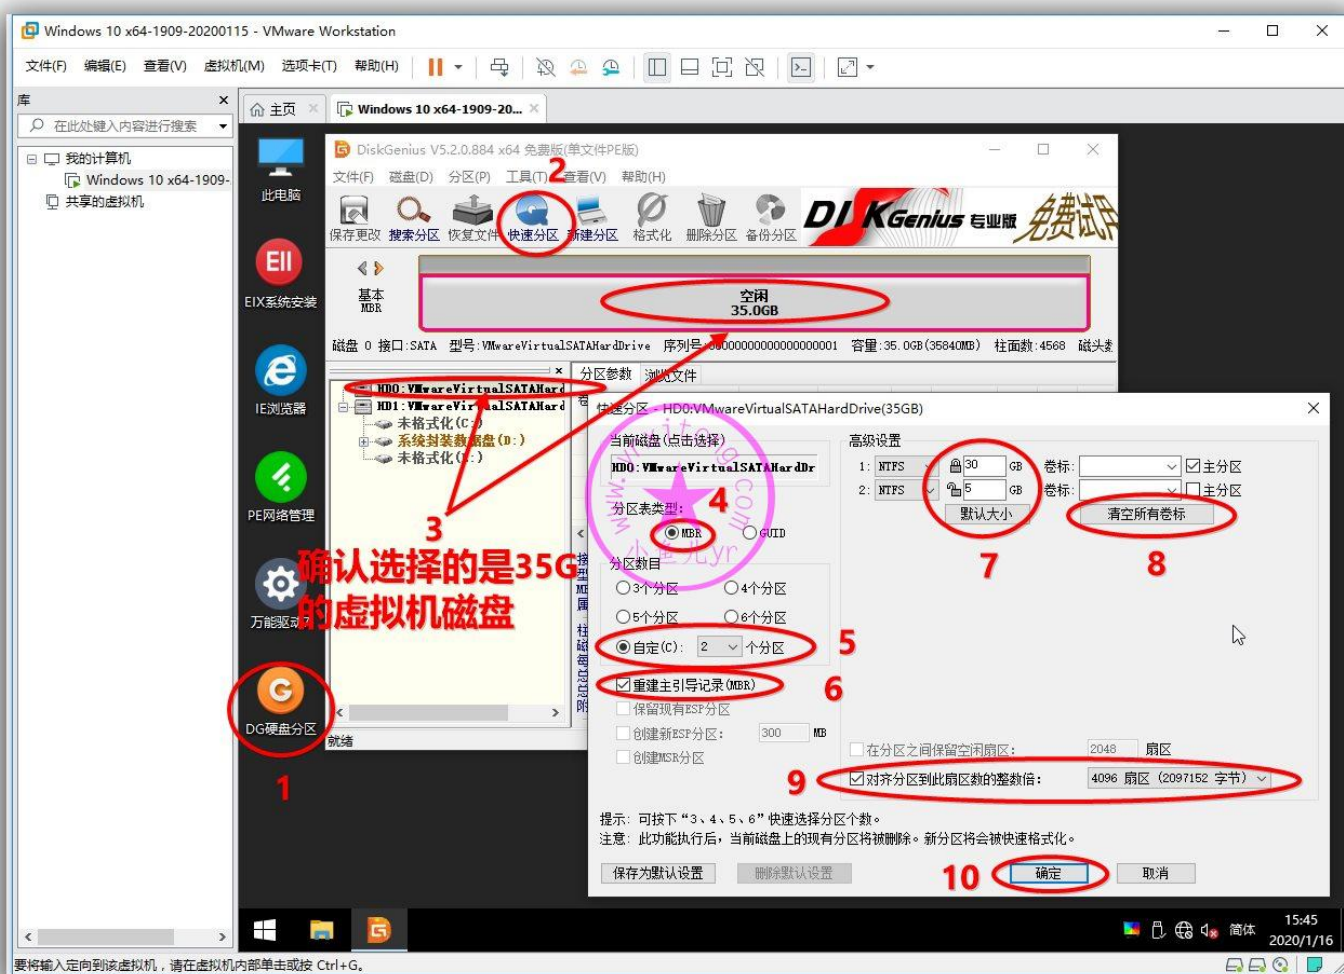 Windows 10 x64-1909-20200115 - VMware Workstation
文件(F) 编辑(E) 查看(V) 虚拟机(M) 选项卡(T) 帮助(H)
库
主页 Windows 10 x64-1909-20...
在此处键入内容进行搜索
我的计算机
Windows 10 x64-1909-
共享的虚拟机
此电脑
EII
EIX系统安装
IE浏览器
PE网络管理
万能驱动
DG硬盘分区
1
DiskGenius V5.2.0.884 x64 免费版(单文件PE版)
2
文件(F) 磁盘(D) 分区(P) 工具(T) 查看(V) 帮助(H)
保存更改 搜索分区 恢复文件 快速分区 新建分区 格式化 删除分区 备份分区
DISKGenius 专业版 免费试用
基本
MBR
空闲
35.0GB
磁盘 0 接口:SATA 型号:VMwareVirtualSATAHardDrive 序列号:00000000000000000001 容量:35.0GB(35840MB) 柱面数:4568 磁头数
HD0:VMwareVirtualSATAHard
HD1:VMwareVirtualSATAHard
未格式化(C:)
系统封装数据盘(D:)
未格式化(E:)
分区参数 浏览文件
3
确认选择的是35G
的虚拟机磁盘
就绪
快速分区 - HD0:VMwareVirtualSATAHardDrive(35GB)
当前磁盘(点击选择)
HD0:VMwareVirtualSATAHardDr
分区表类型:
4
MBR GUID
www.yrxitong.com
小鱼儿yr
分区数目
3个分区 4个分区
5个分区 6个分区
自定(C): 2 个分区
5
重建主引导记录(MBR)
6
保留现有ESP分区
创建新ESP分区: 300 MB
创建MSR分区
高级设置
1: NTFS 30 GB 卷标: 主分区
2: NTFS 5 GB 卷标: 主分区
默认大小 清空所有卷标
7 8
在分区之间保留空闲扇区: 2048 扇区
9
对齐分区到此扇区数的整数倍: 4096 扇区 (2097152 字节)
提示: 可按下“3、4、5、6”快速选择分区个数。
注意: 此功能执行后,当前磁盘上的现有分区将被删除。新分区将会被快速格式化。
保存为默认设置 删除默认设置 10 确定 取消
简体
15:45
2020/1/16
要将输入定向到该虚拟机,请在虚拟机内部单击或按 Ctrl+G。